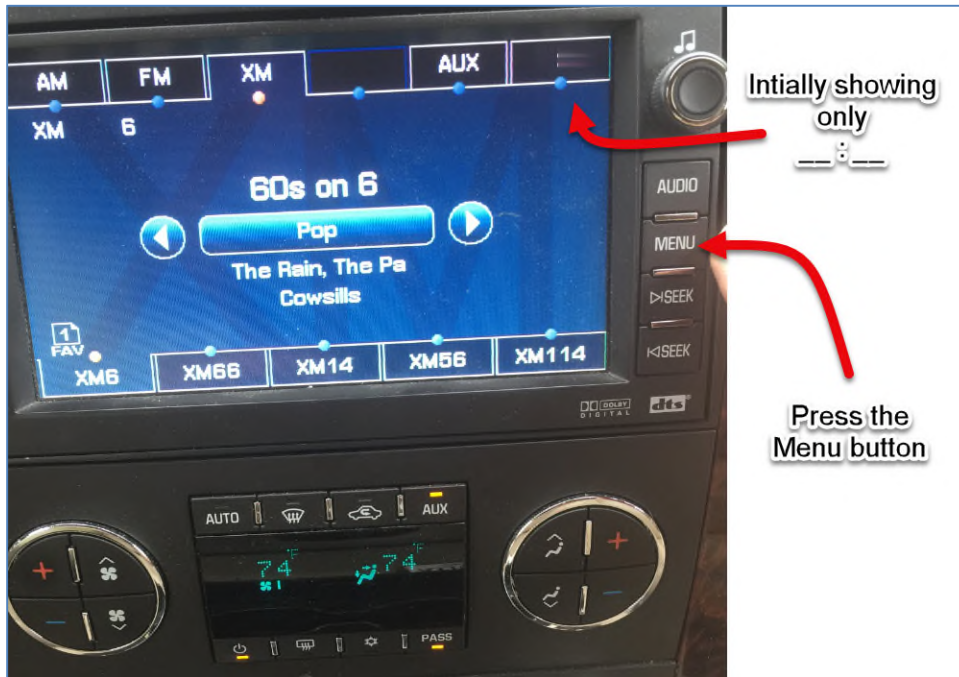 AM FM XM AUX
XM 6
60s on 6
Pop
The Rain, The Pa
Cowsills
1
FAV
XM6 XM66 XM14 XM56 XM114
AUDIO
MENU
SEEK
SEEK
DOLBY
DIGITAL
dts
Intially showing
only
__:__
Press the
Menu button
AUTO AUX
74°F 74°F
PASS